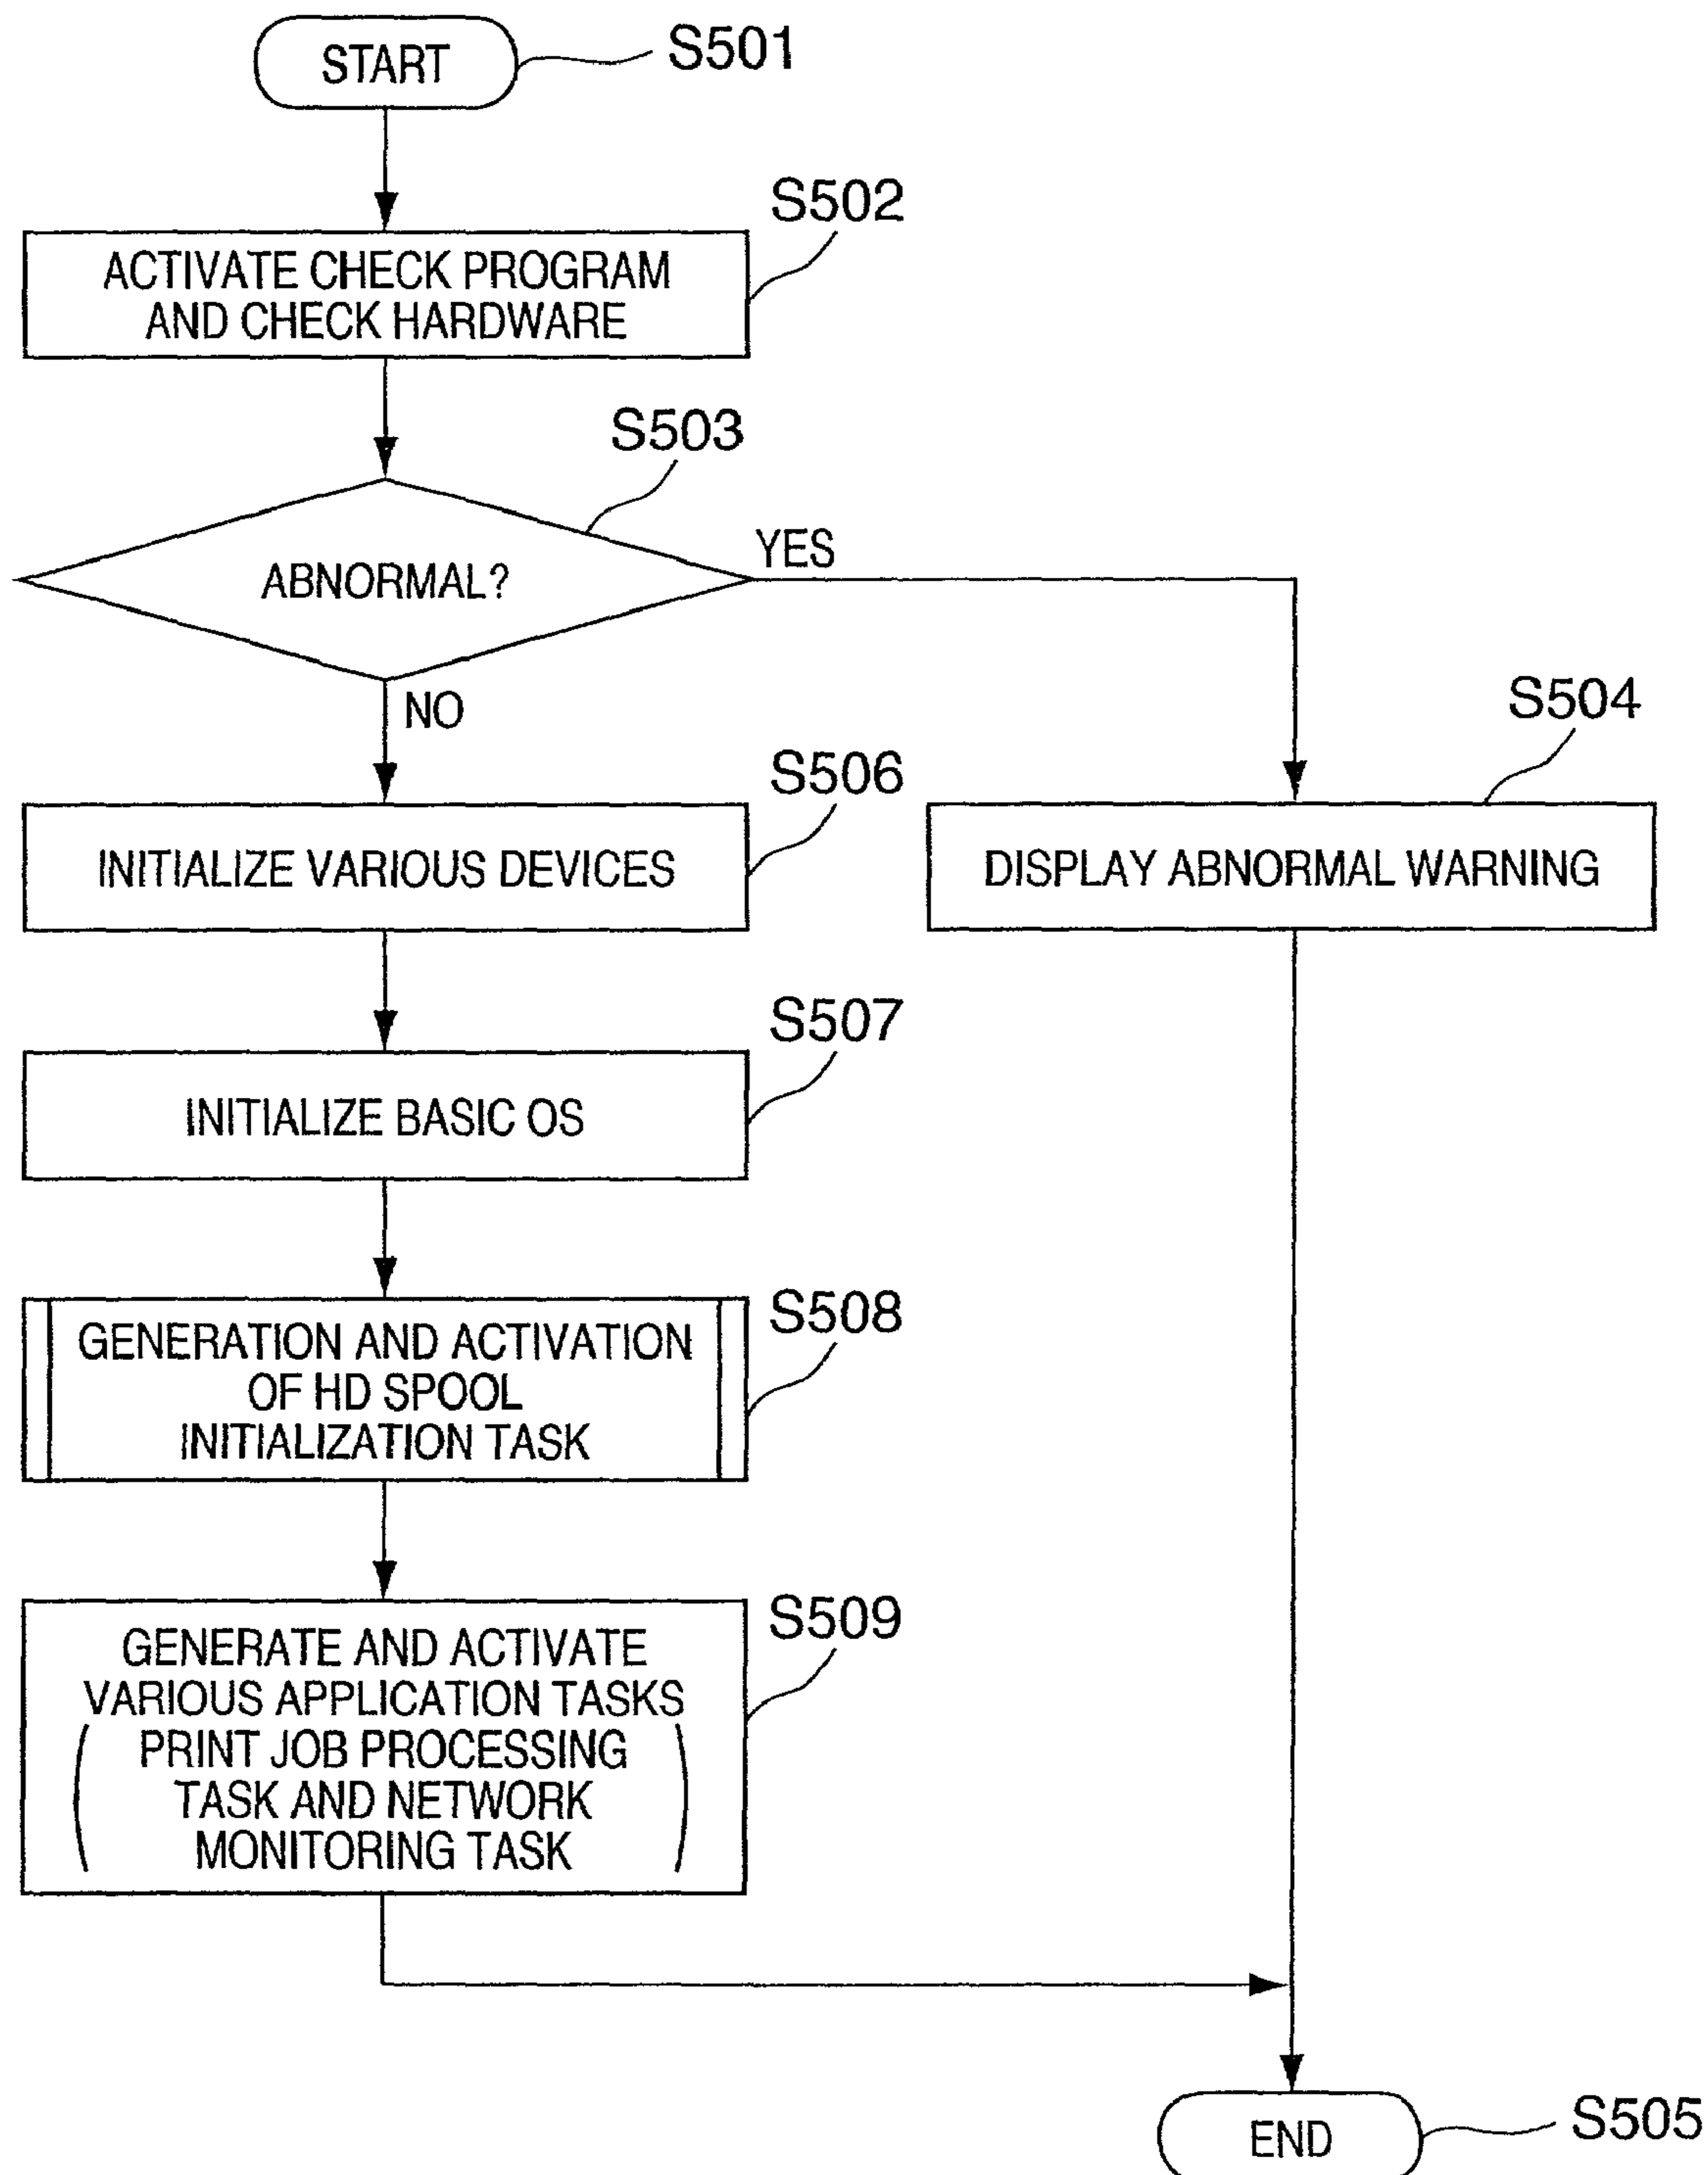 START
S501
S502
ACTIVATE CHECK PROGRAM
AND CHECK HARDWARE
S503
ABNORMAL?
YES
NO
S504
DISPLAY ABNORMAL WARNING
S506
INITIALIZE VARIOUS DEVICES
S507
INITIALIZE BASIC OS
S508
GENERATION AND ACTIVATION
OF HD SPOOL
INITIALIZATION TASK
S509
GENERATE AND ACTIVATE
VARIOUS APPLICATION TASKS
(PRINT JOB PROCESSING
TASK AND NETWORK
MONITORING TASK)
END
S505